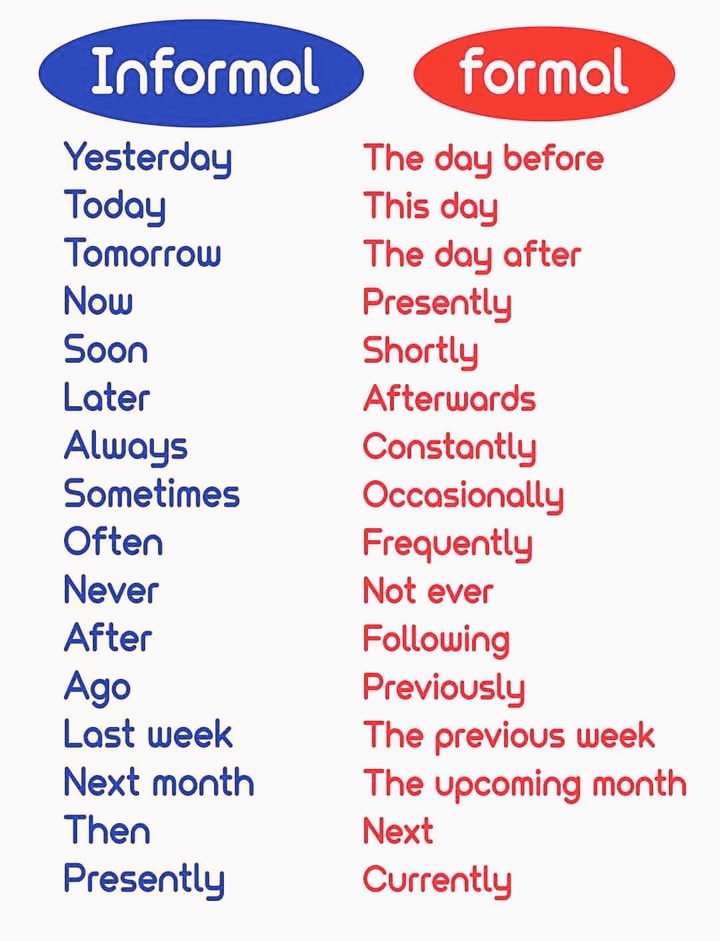 Informal formal
Yesterday The day before
Today This day
Tomorrow The day after
Now Presently
Soon Shortly
Later Afterwards
Always Constantly
Sometimes Occasionally
Often Frequently
Never Not ever
After Following
Ago Previously
Last week The previous week
Next month The upcoming month
Then Next
Presently Currently